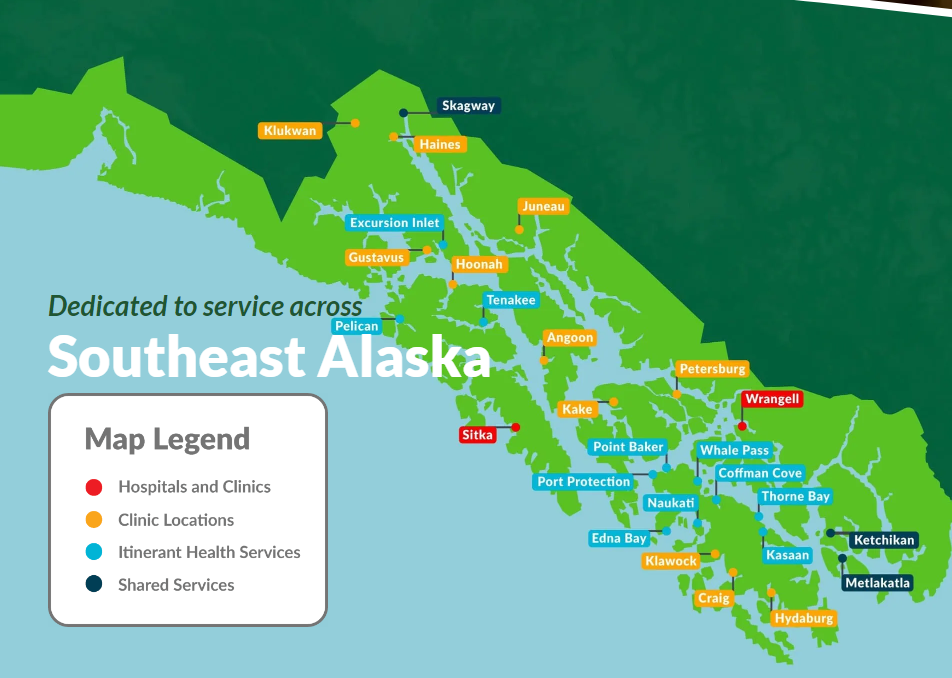 Skagway
Klukwan
Haines
Juneau
Excursion Inlet
Gustavus
Hoonah
Dedicated to service across
Tenakee
Pelican
Southeast Alaska
Angoon
Petersburg
Wrangell
Kake
Sitka
Map Legend
Hospitals and Clinics
Clinic Locations
Itinerant Health Services
Shared Services
Point Baker
Whale Pass
Port Protection
Coffman Cove
Naukati
Thorne Bay
Edna Bay
Ketchikan
Klawock
Kasaan
Metlakatla
Craig
Hydaburg